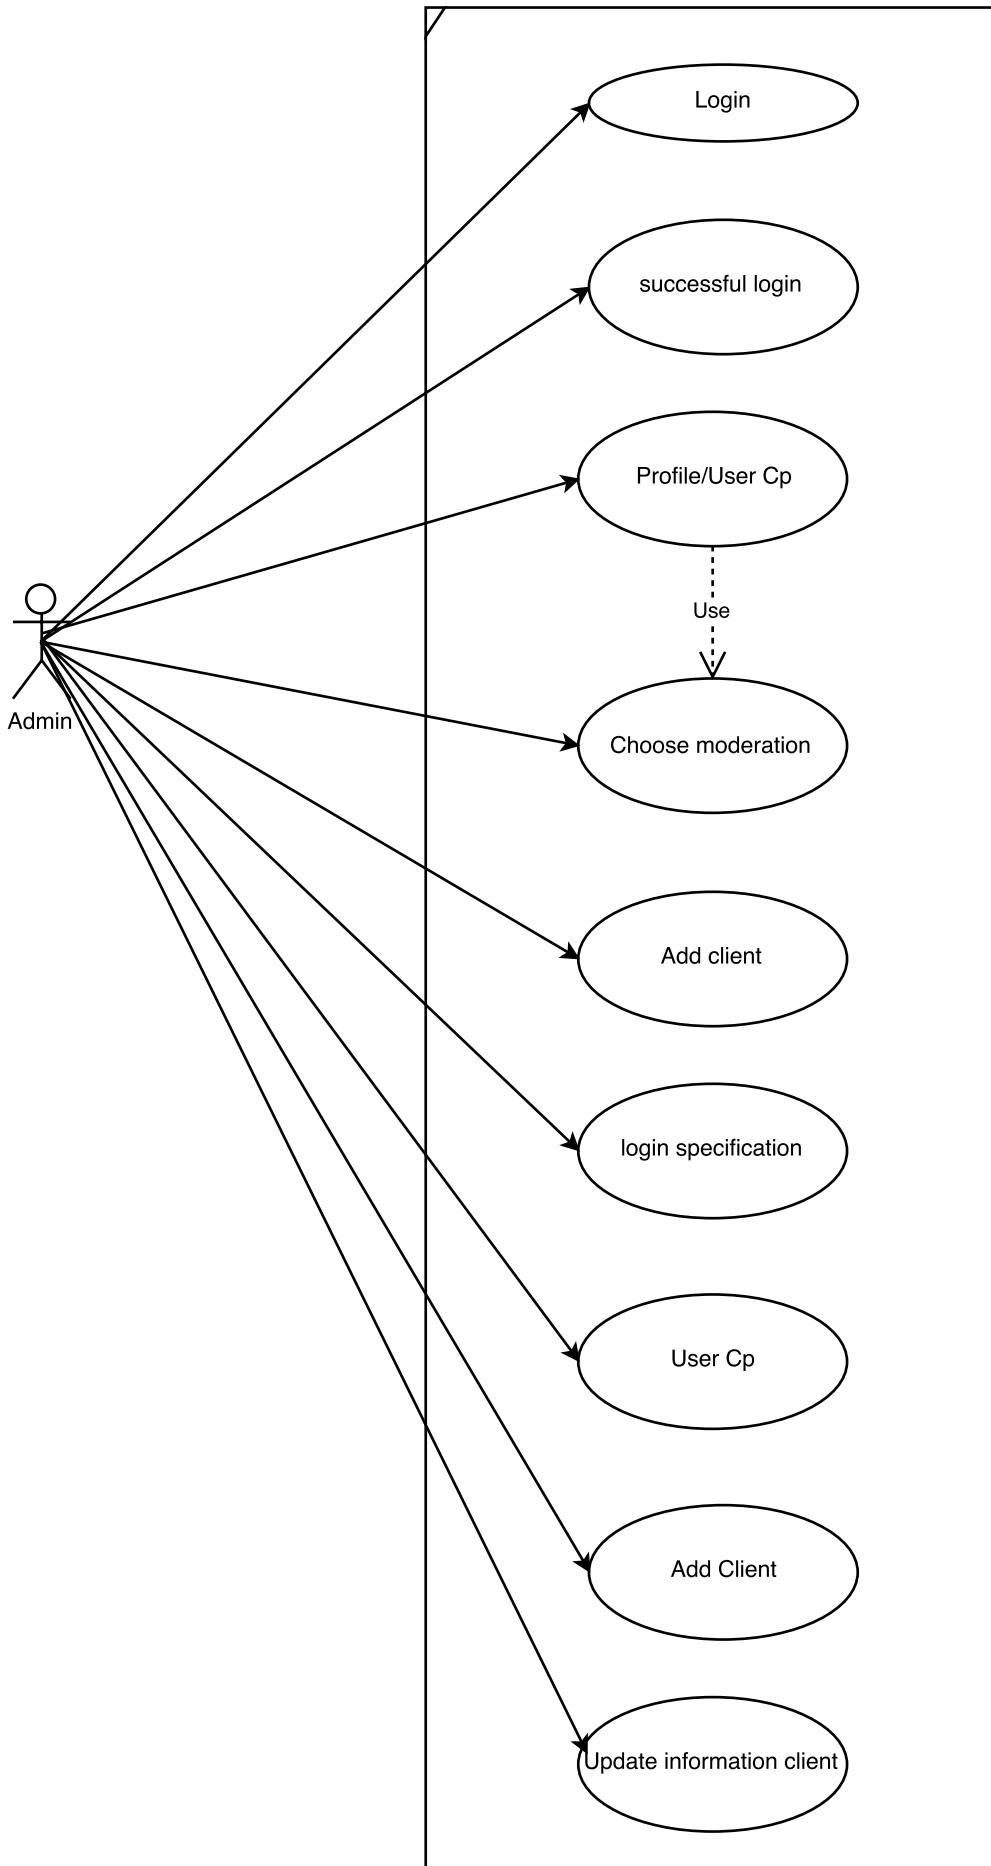 Login
successful login
Profile/User Cp
Use
Admin
Choose moderation
Add client
login specification
User Cp
Add Client
Update information client